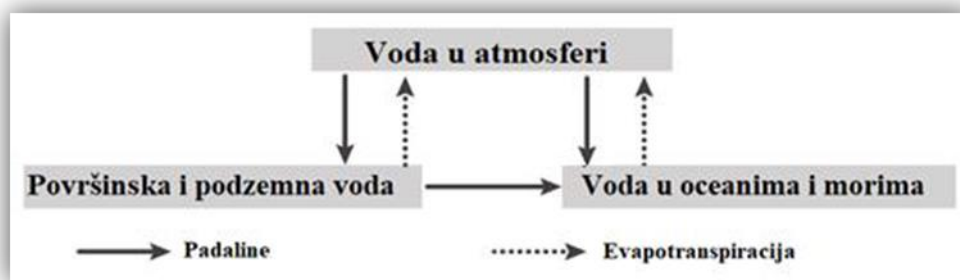 Voda u atmosferi
Površinska i podzemna voda
Voda u oceanima i morima
Padaline
Evapotranspiracija